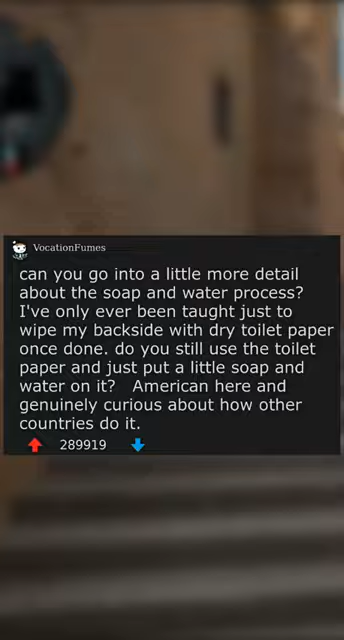 VocationFumes
can you go into a little more detail
about the soap and water process?
I've only ever been taught just to
wipe my backside with dry toilet paper
once done. do you still use the toilet
paper and just put a little soap and
water on it?   American here and
genuinely curious about how other
countries do it.
289919